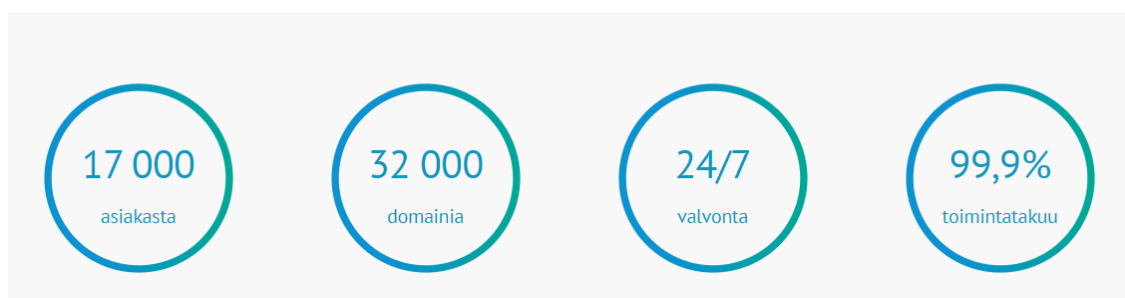 17 000
asiakasta
32 000
domainia
24/7
valvonta
99,9%
toimintatakuu